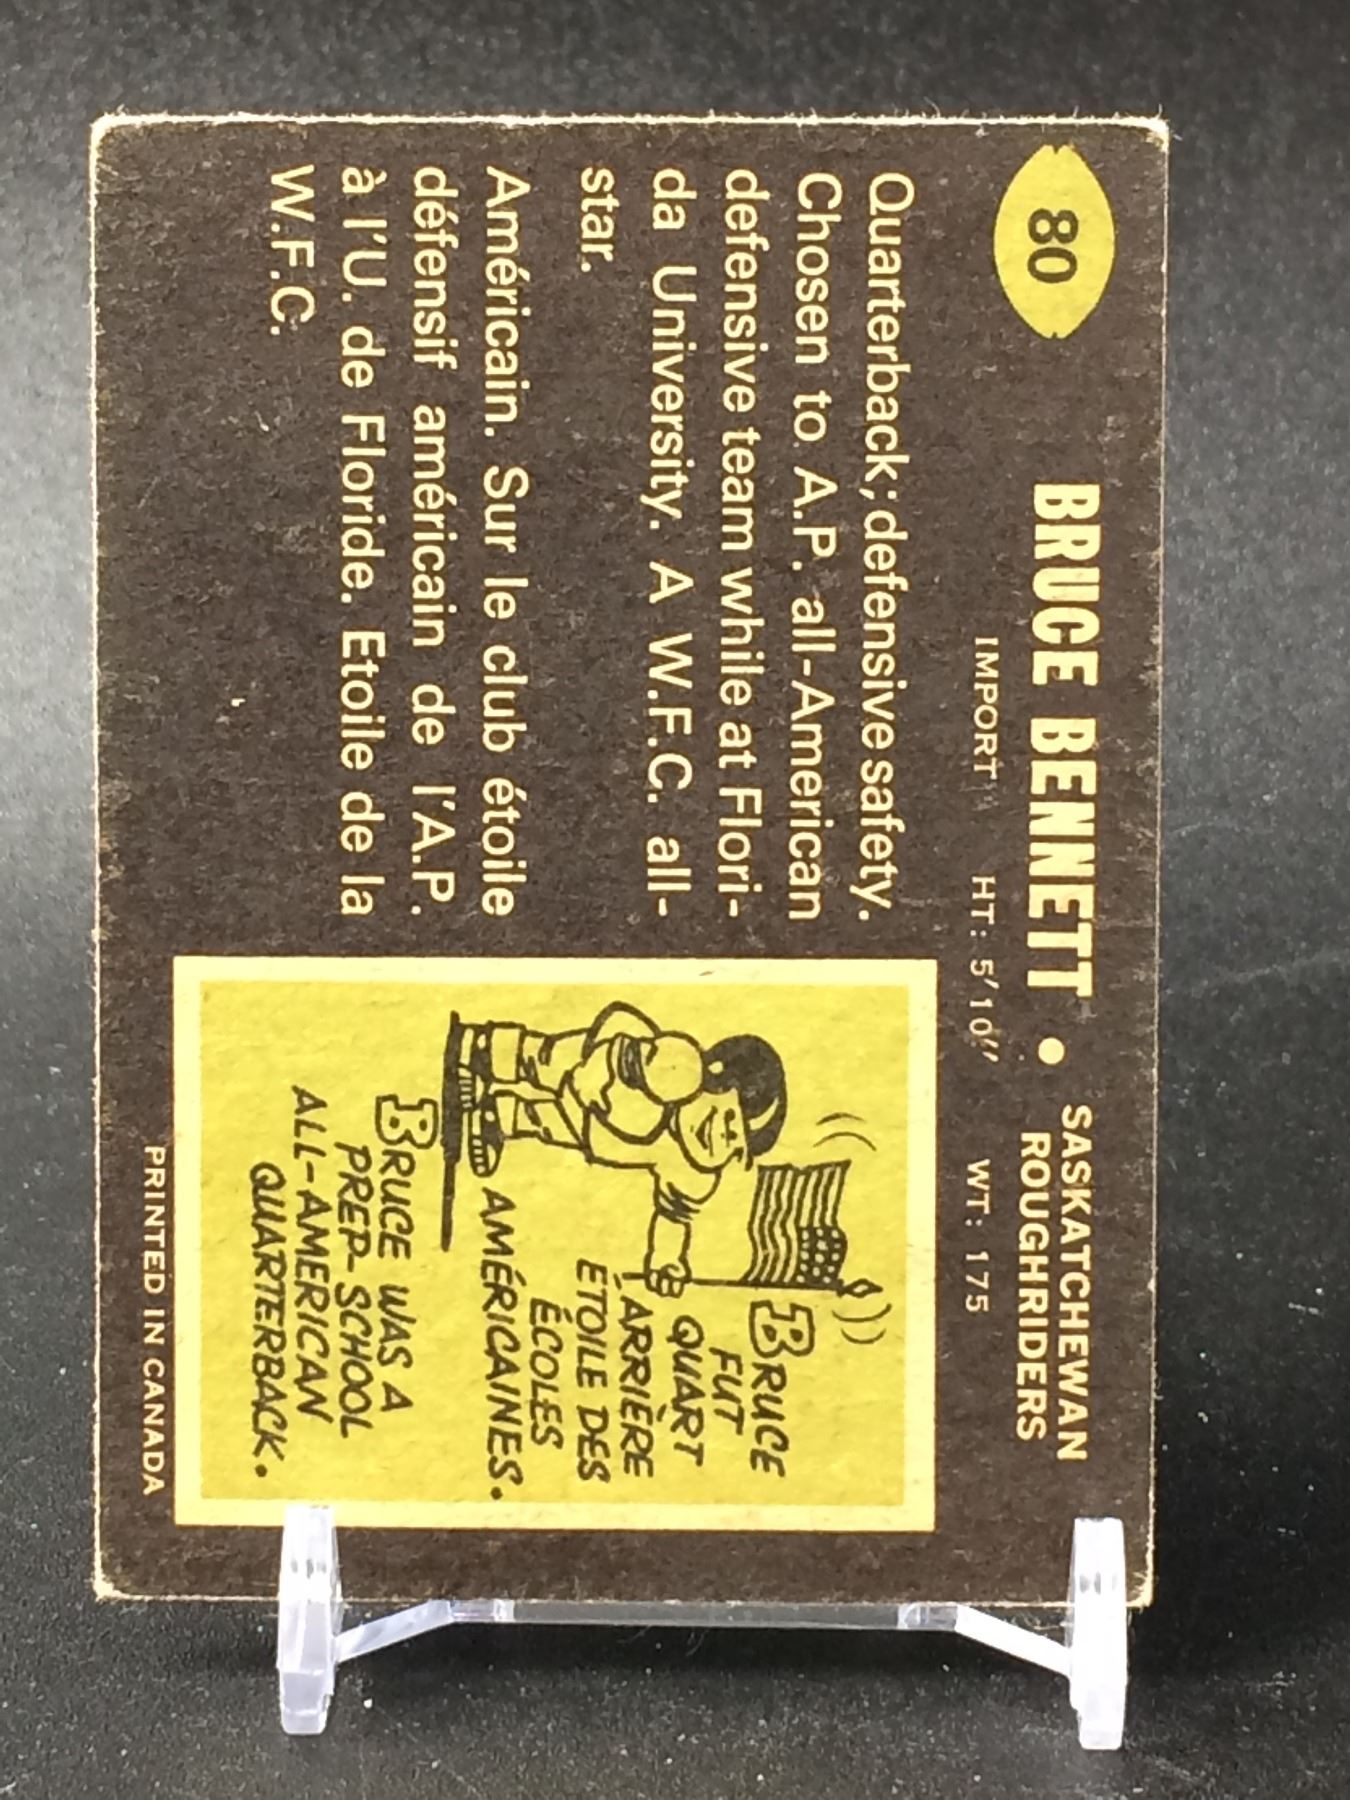 80
BRUCE BENNETT • SASKATCHEWAN
ROUGHRIDERS
IMPORT HT: 5'10" WT: 175
Quarterback; defensive safety.
Chosen to A.P. all-American
defensive team while at Flori-
da University. A W.F.C. all-
star.
Américain. Sur le club étoile
défensif américain de l'A.P.
à l'U. de Floride. Etoile de la
W.F.C.
BRUCE
FUT
QUART
ARRIÈRE
ÉTOILE DES
ÉCOLES
AMÉRICAINES.
BRUCE WAS A
PREP-SCHOOL
ALL-AMERICAN
QUARTERBACK.
PRINTED IN CANADA